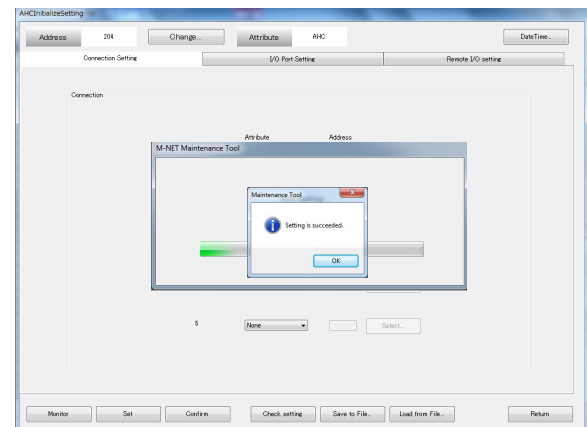 AHCInitializeSetting
Address 204 Change... Attribute AHC DateTime...
Connection Setting I/O Port Setting Remote I/O setting
Connection
Attribute Address
M-NET Maintenance Tool
Maintenance Tool
Setting is succeeded.
OK
5 None Select...
Monitor Set Confirm Check setting Save to File... Load from File... Return